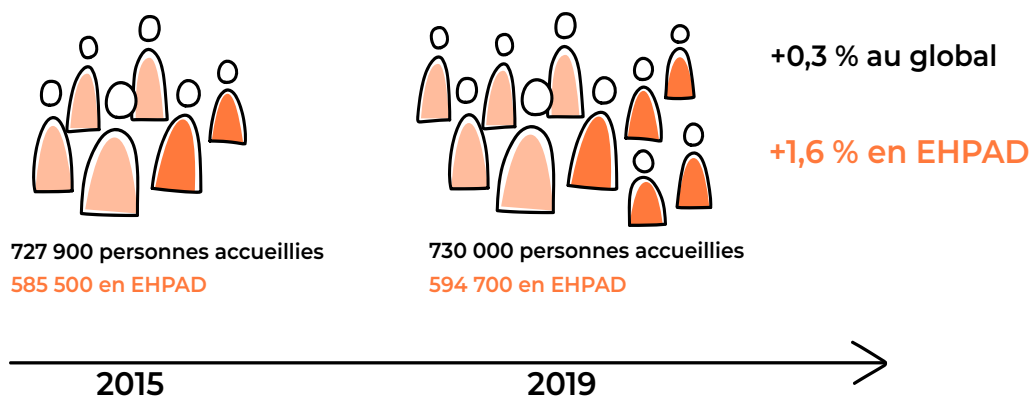 +0,3 % au global
+1,6 % en EHPAD
727 900 personnes accueillies
585 500 en EHPAD
730 000 personnes accueillies
594 700 en EHPAD
2015
2019